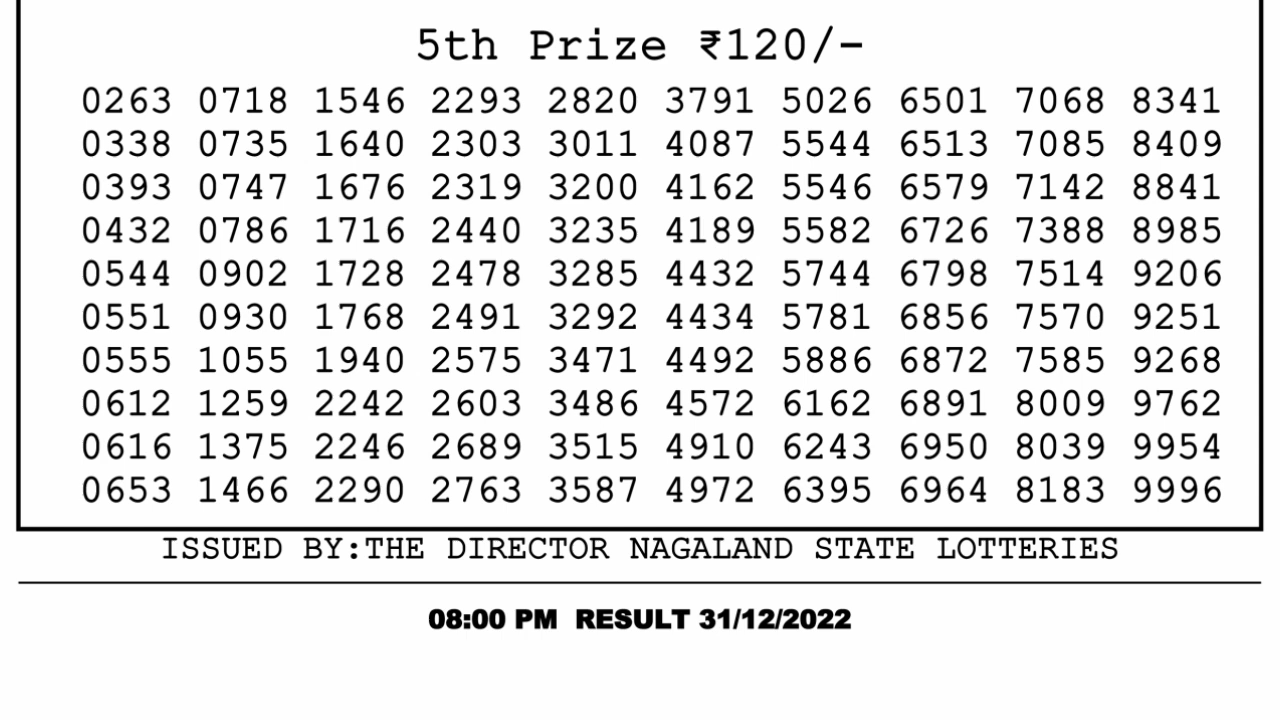 5th Prize ₹120/-
0263 0718 1546 2293 2820 3791 5026 6501 7068 8341
0338 0735 1640 2303 3011 4087 5544 6513 7085 8409
0393 0747 1676 2319 3200 4162 5546 6579 7142 8841
0432 0786 1716 2440 3235 4189 5582 6726 7388 8985
0544 0902 1728 2478 3285 4432 5744 6798 7514 9206
0551 0930 1768 2491 3292 4434 5781 6856 7570 9251
0555 1055 1940 2575 3471 4492 5886 6872 7585 9268
0612 1259 2242 2603 3486 4572 6162 6891 8009 9762
0616 1375 2246 2689 3515 4910 6243 6950 8039 9954
0653 1466 2290 2763 3587 4972 6395 6964 8183 9996
ISSUED BY:THE DIRECTOR NAGALAND STATE LOTTERIES
08:00 PM RESULT 31/12/2022